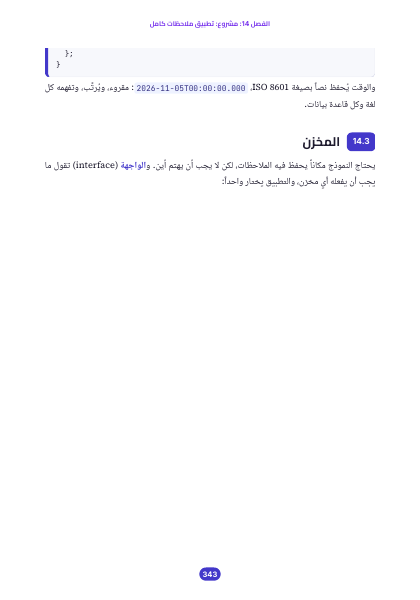 الفصل 14: مشروع: تطبيق ملاحظات كامل
};
}
والوقت يُحفظ نصاً بصيغة ISO 8601، 2026-11-05T00:00:00.000 : مقروء، ويُرتَّب، وتفهمه كل
لغة وكل قاعدة بيانات.
14.3 المخزن
يحتاج النموذج مكاناً يحفظ فيه الملاحظات، لكن لا يجب أن يهتم أين. والواجهة (interface) تقول ما
يجب أن يفعله أي مخزن، والتطبيق يختار واحداً:
343